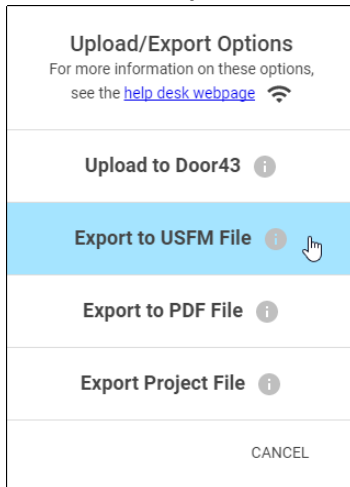 Upload/Export Options
For more information on these options,
see the help desk webpage
Upload to Door43
Export to USFM File
Export to PDF File
Export Project File
CANCEL